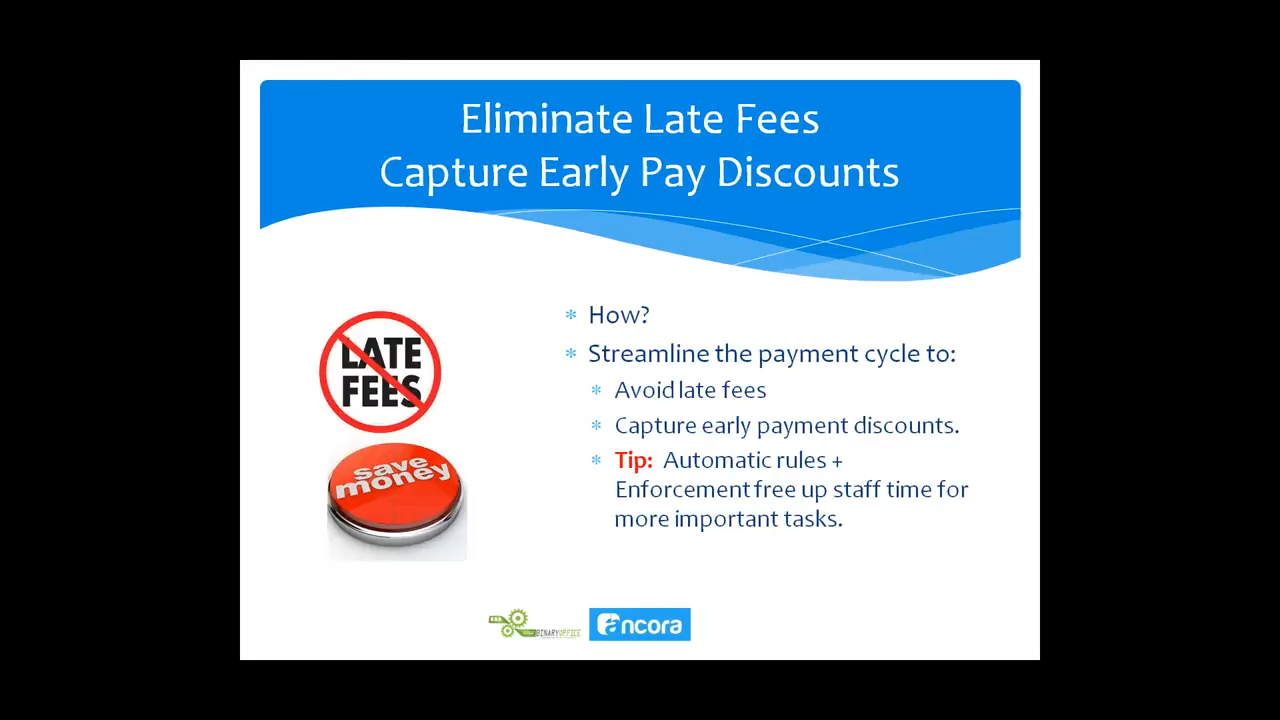 Eliminate Late Fees
Capture Early Pay Discounts
LATE
FEES
save
money
* How?
* Streamline the payment cycle to:
* Avoid late fees
* Capture early payment discounts.
* Tip: Automatic rules +
Enforcement free up staff time for
more important tasks.
BINARYOFFICE
ancora